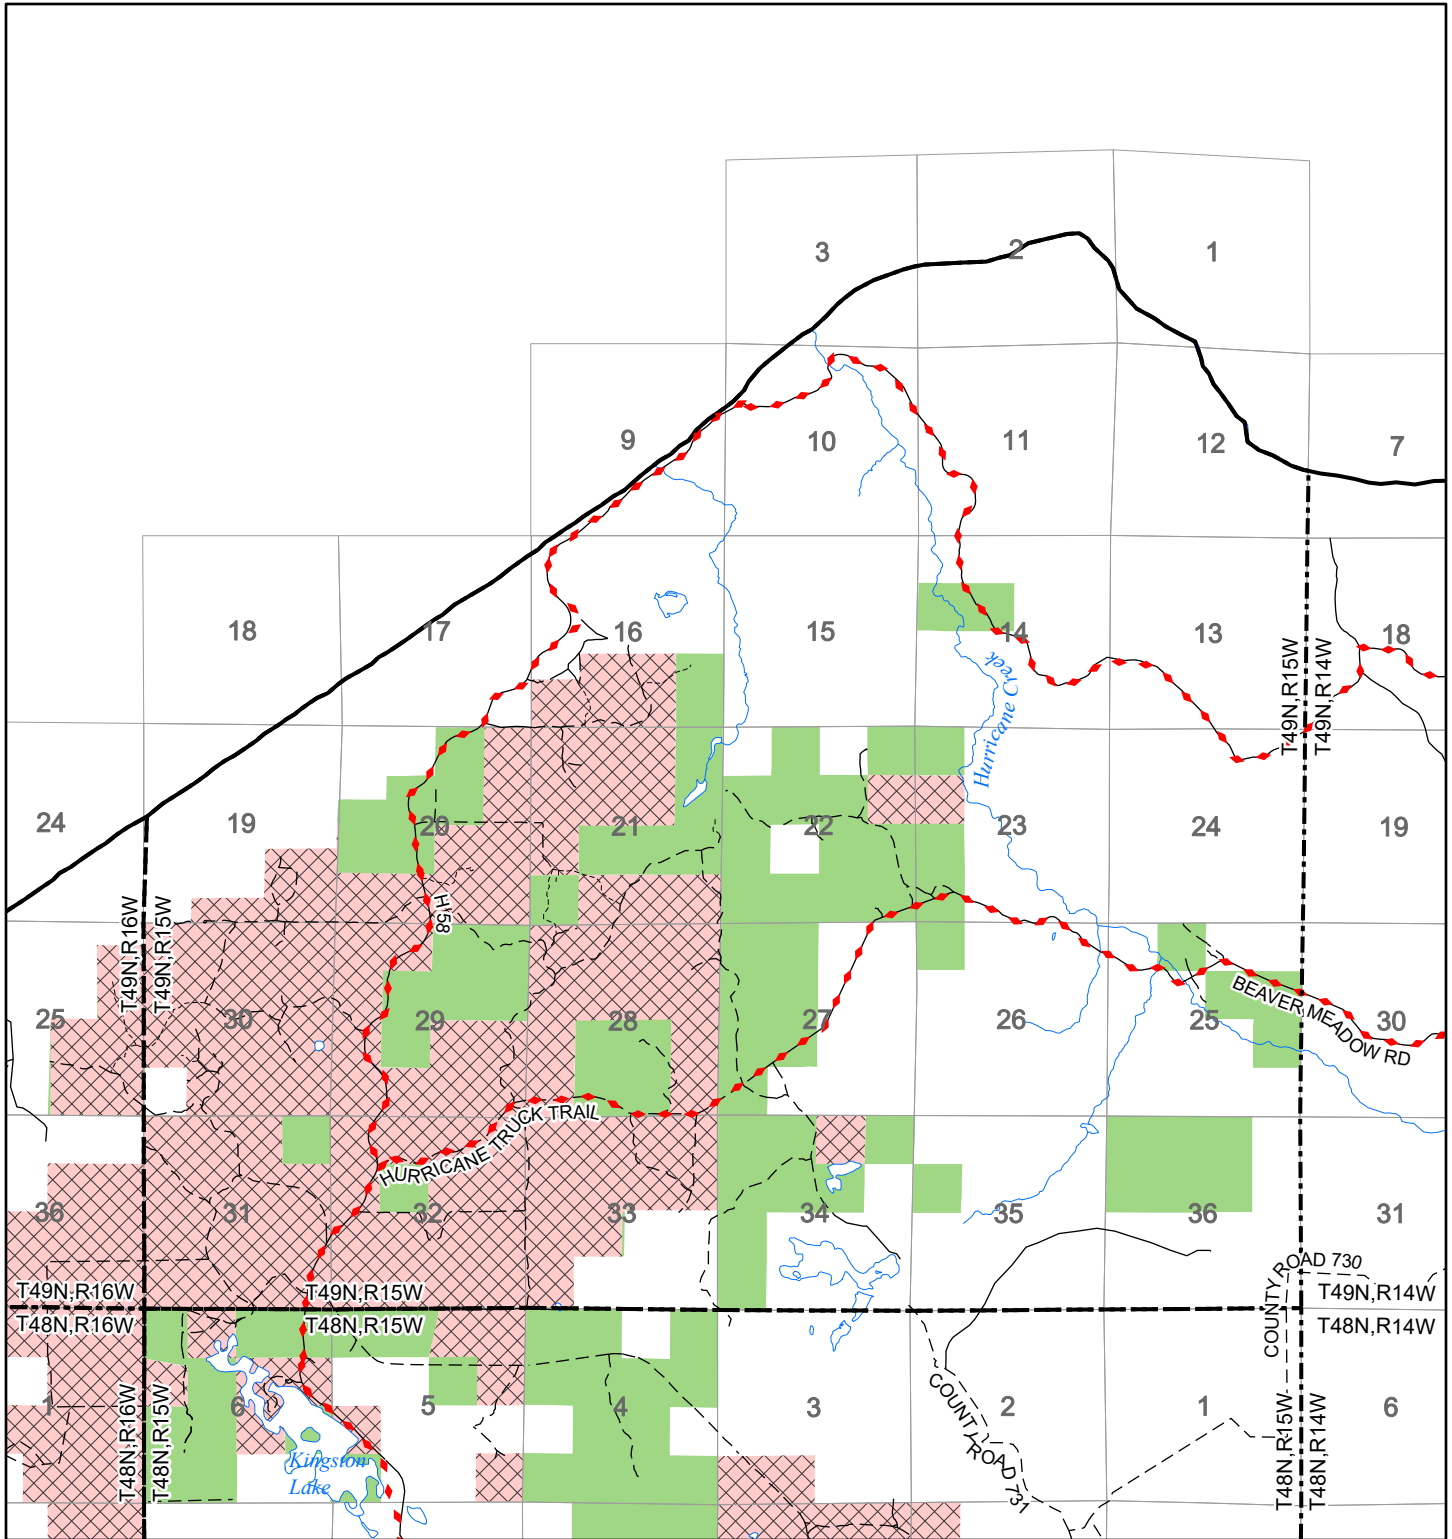 3
2
1
9
10
11
12
7
18
17
16
15
14
13
18
Hurricane Creek
T49N,R15W
T49N,R14W
24
19
20
21
22
23
24
19
H 58
T49N,R16W
T49N,R15W
25
30
29
28
27
26
25
30
BEAVER MEADOW RD
HURRICANE TRUCK TRAIL
36
31
32
33
34
35
36
31
COUNTY ROAD 730
T49N,R16W
T49N,R15W
T49N,R14W
T48N,R16W
T48N,R15W
T48N,R14W
1
6
5
4
3
2
1
6
T48N,R16W
T48N,R15W
COUNTY ROAD 731
T48N,R15W
T48N,R14W
Kingston
Lake